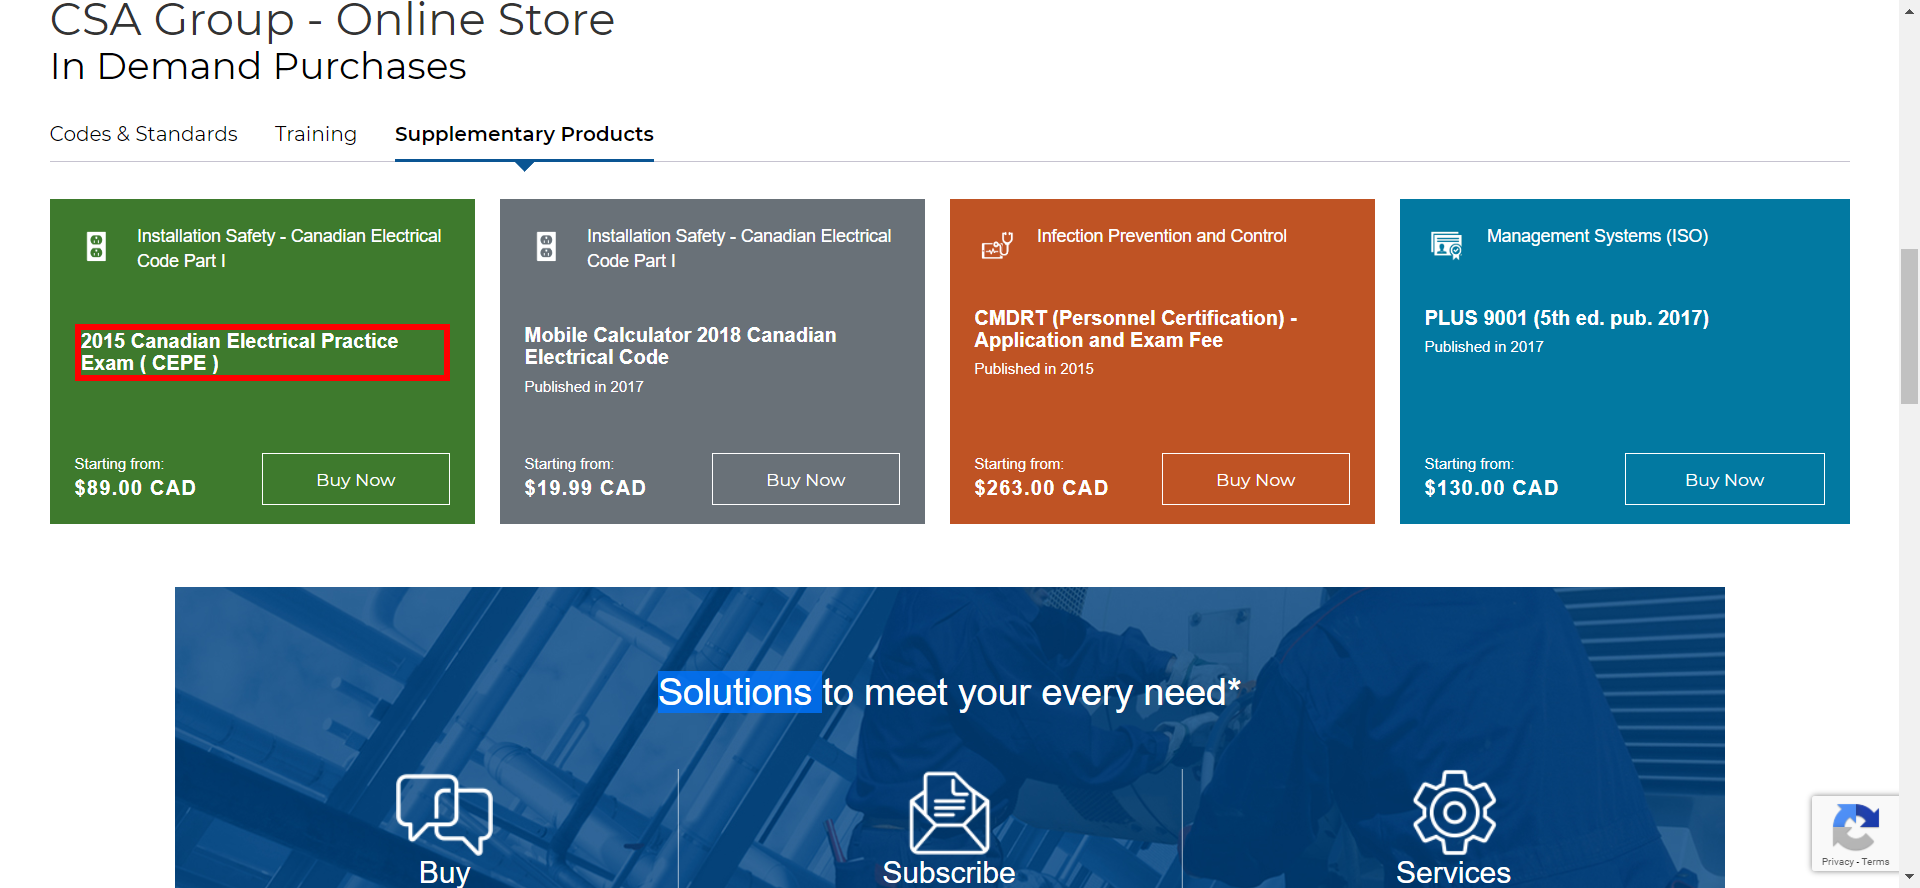 CSA Group - Online Store
In Demand Purchases
Codes & Standards
Training
Supplementary Products
Installation Safety - Canadian Electrical
Code Part I
2015 Canadian Electrical Practice
Exam ( CEPE )
Starting from:
$89.00 CAD
Buy Now
Installation Safety - Canadian Electrical
Code Part I
Mobile Calculator 2018 Canadian
Electrical Code
Published in 2017
Starting from:
$19.99 CAD
Buy Now
Infection Prevention and Control
CMDRT (Personnel Certification) -
Application and Exam Fee
Published in 2015
Starting from:
$263.00 CAD
Buy Now
Management Systems (ISO)
PLUS 9001 (5th ed. pub. 2017)
Published in 2017
Starting from:
$130.00 CAD
Buy Now
Solutions to meet your every need*
Buy
Subscribe
Services
Privacy - Terms